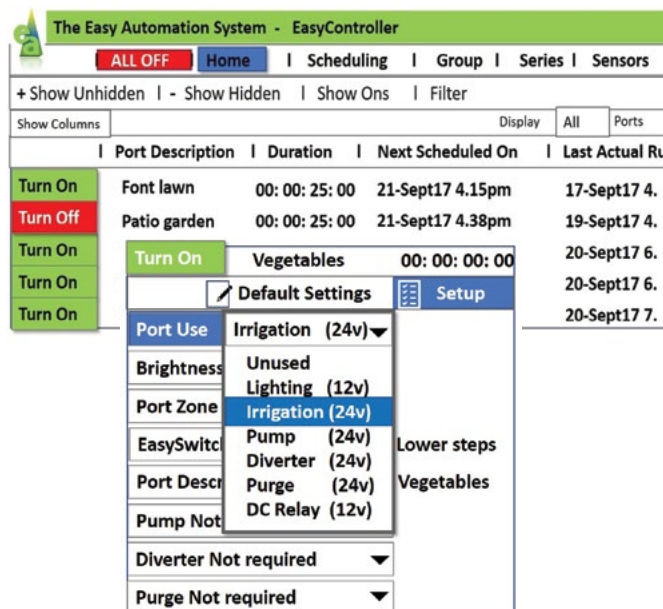 ea
The Easy Automation System - EasyController
ALL OFF | Home | Scheduling | Group | Series | Sensors
+ Show Unhidden | - Show Hidden | Show Ons | Filter
Show Columns Display All Ports
| Port Description | Duration | Next Scheduled On | Last Actual Ru
Turn On Font lawn 00: 00: 25: 00 21-Sept17 4.15pm 17-Sept17 4.
Turn Off Patio garden 00: 00: 25: 00 21-Sept17 4.38pm 19-Sept17 4.
Turn On 20-Sept17 6.
Turn On 20-Sept17 6.
Turn On 20-Sept17 7.
Turn On Vegetables 00: 00: 00: 00
Default Settings Setup
Port Use Irrigation (24v)
Unused
Brightness
Lighting (12v)
Port Zone Irrigation (24v)
Pump (24v)
EasySwitc Lower steps
Diverter (24v)
Port Descr Purge (24v) Vegetables
DC Relay (12v)
Pump Not
Diverter Not required
Purge Not required